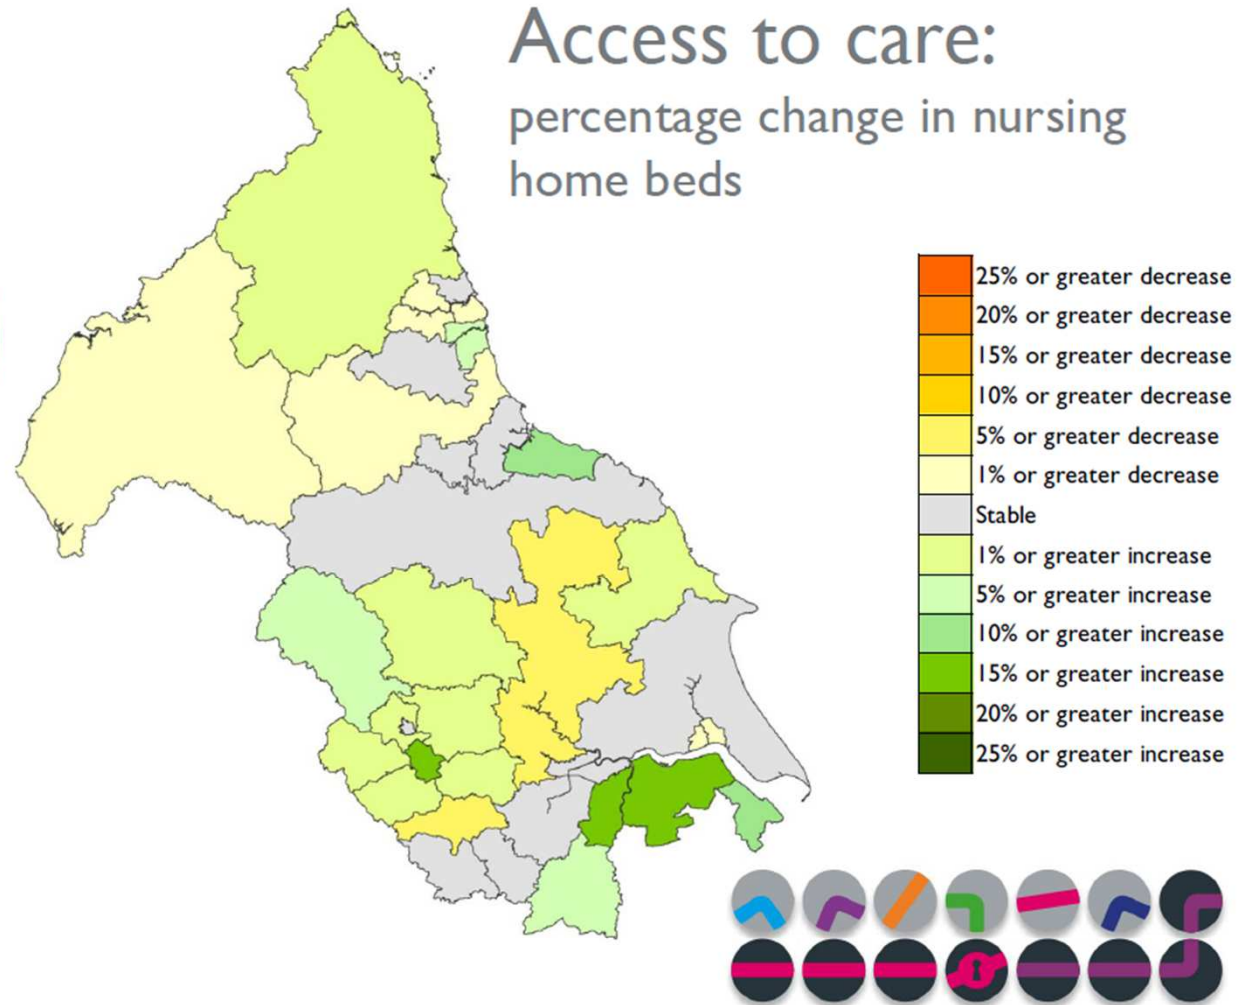 Access to care:
percentage change in nursing
home beds
25% or greater decrease
20% or greater decrease
15% or greater decrease
10% or greater decrease
5% or greater decrease
1% or greater decrease
Stable
1% or greater increase
5% or greater increase
10% or greater increase
15% or greater increase
20% or greater increase
25% or greater increase